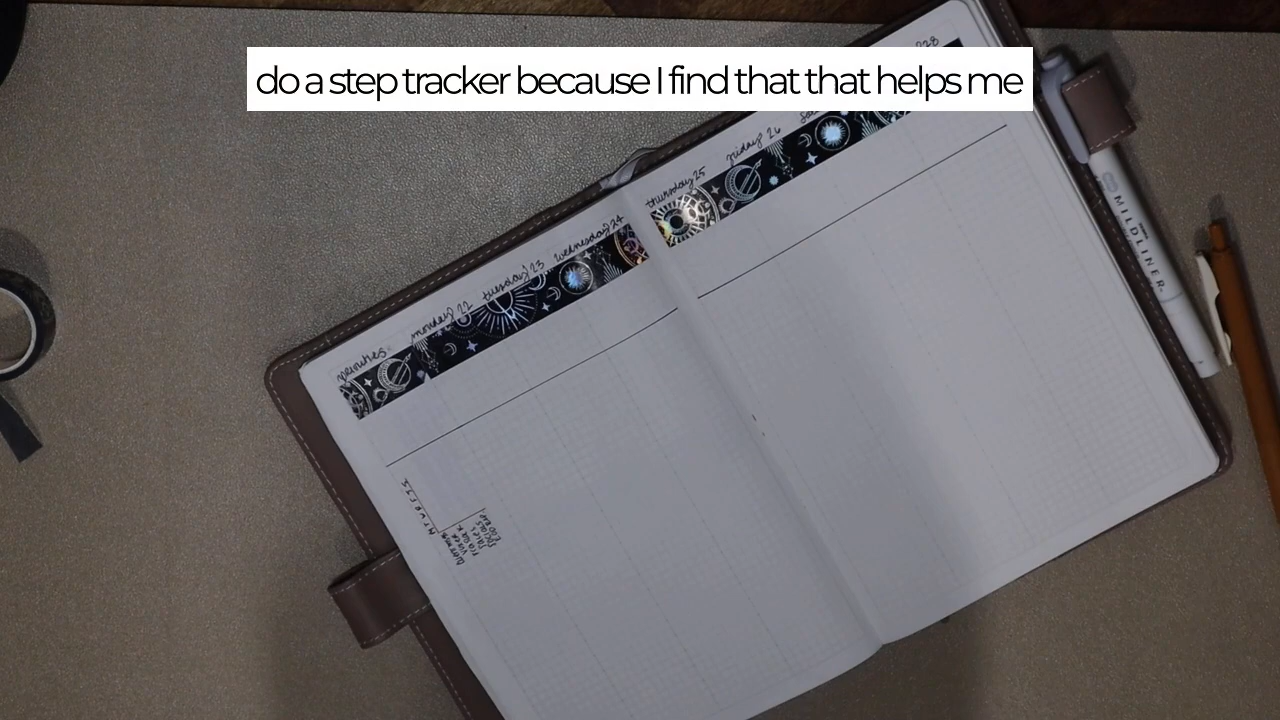 do a step tracker because I find that that helps me
priorities
monday 22
tuesday 23
wednesday 24
thursday 25
friday 26
28
M T W T F S S
MILDLINER